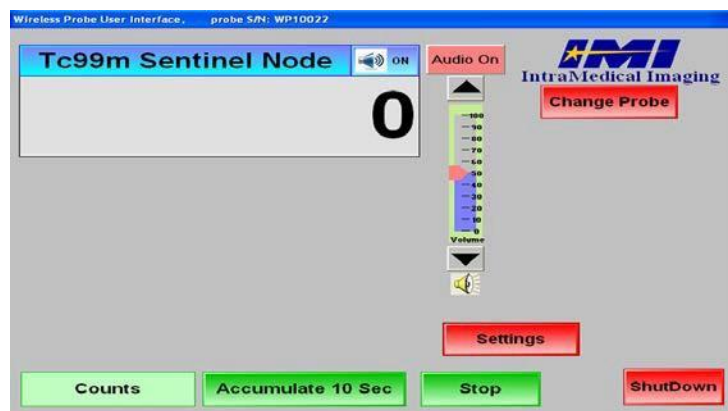 Wireless Probe User Interface, probe S/N: WP10022
Tc99m Sentinel Node ON
0
Audio On
100
90
80
70
60
50
40
30
20
10
0
Volume
IMI
IntraMedical Imaging
Change Probe
Settings
Counts
Accumulate 10 Sec
Stop
ShutDown